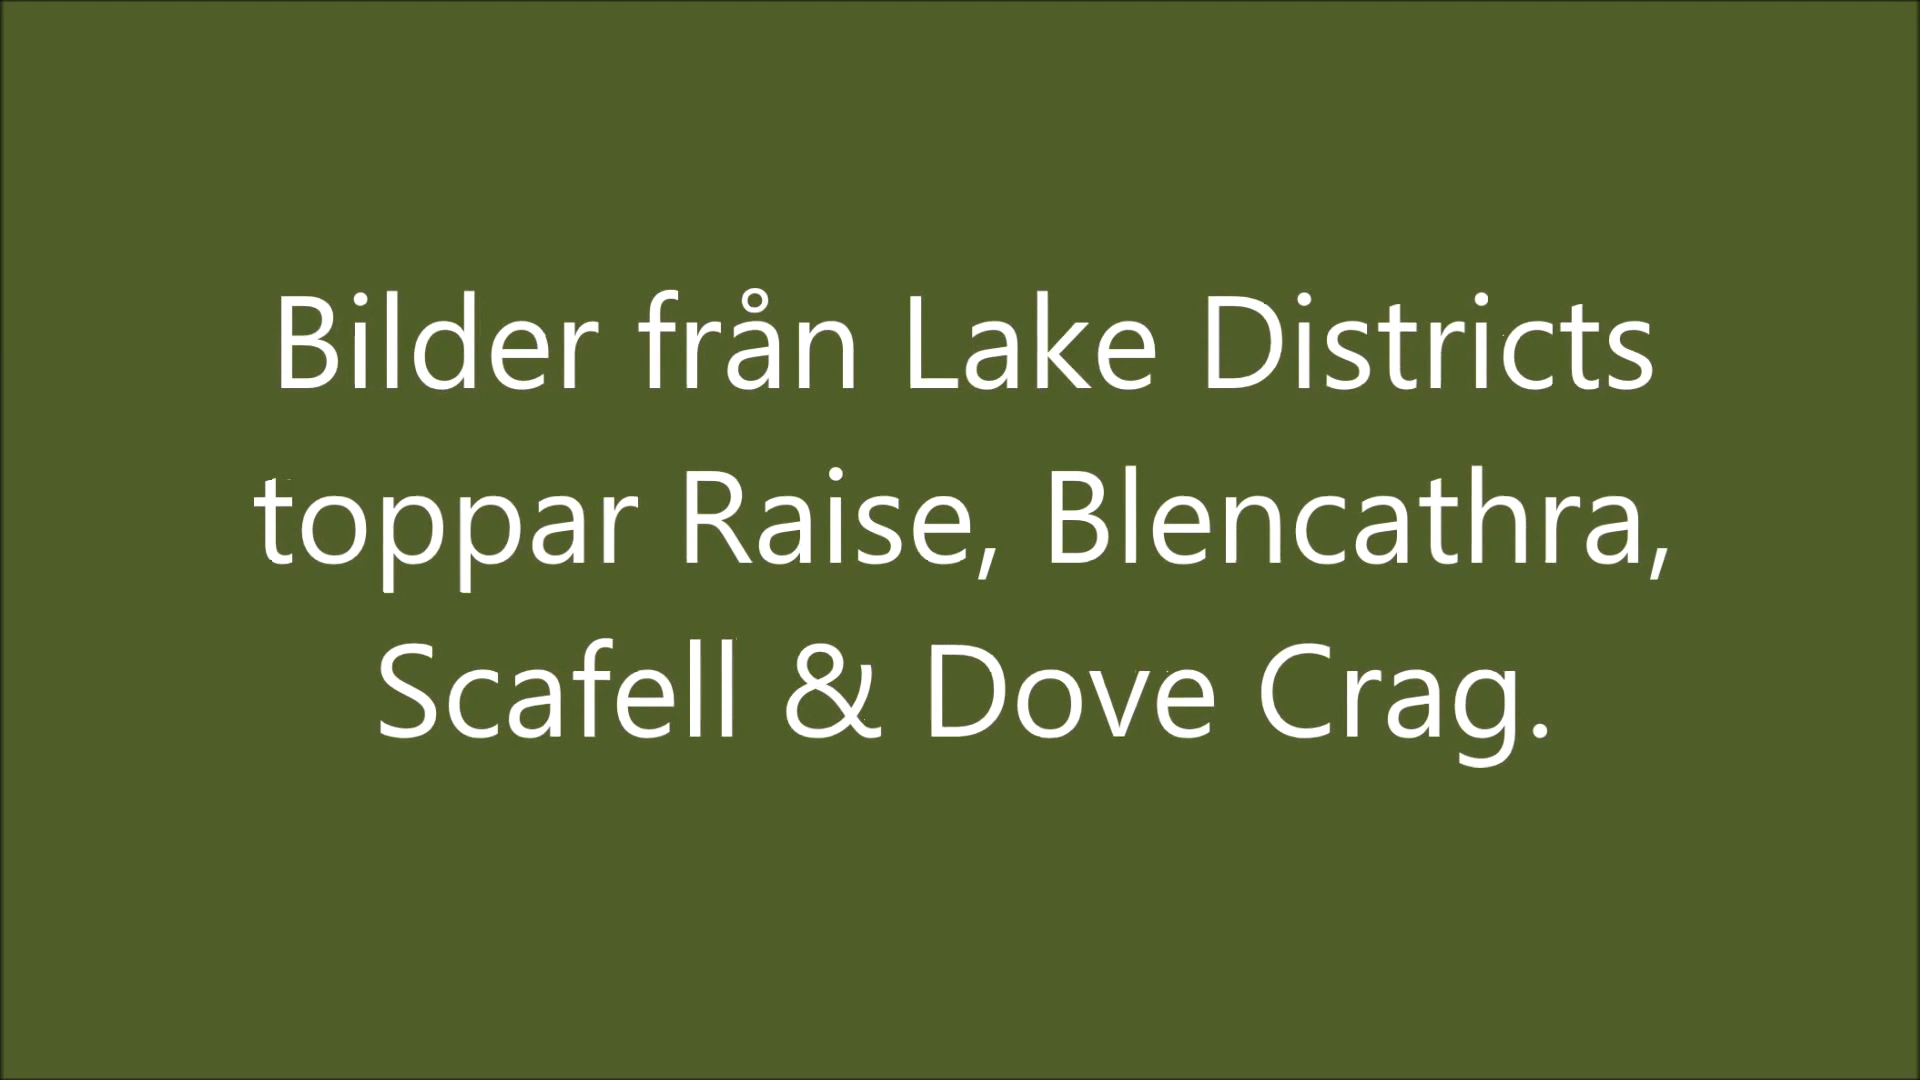 Bilder från Lake Districts
toppar Raise, Blencathra,
Scafell & Dove Crag.